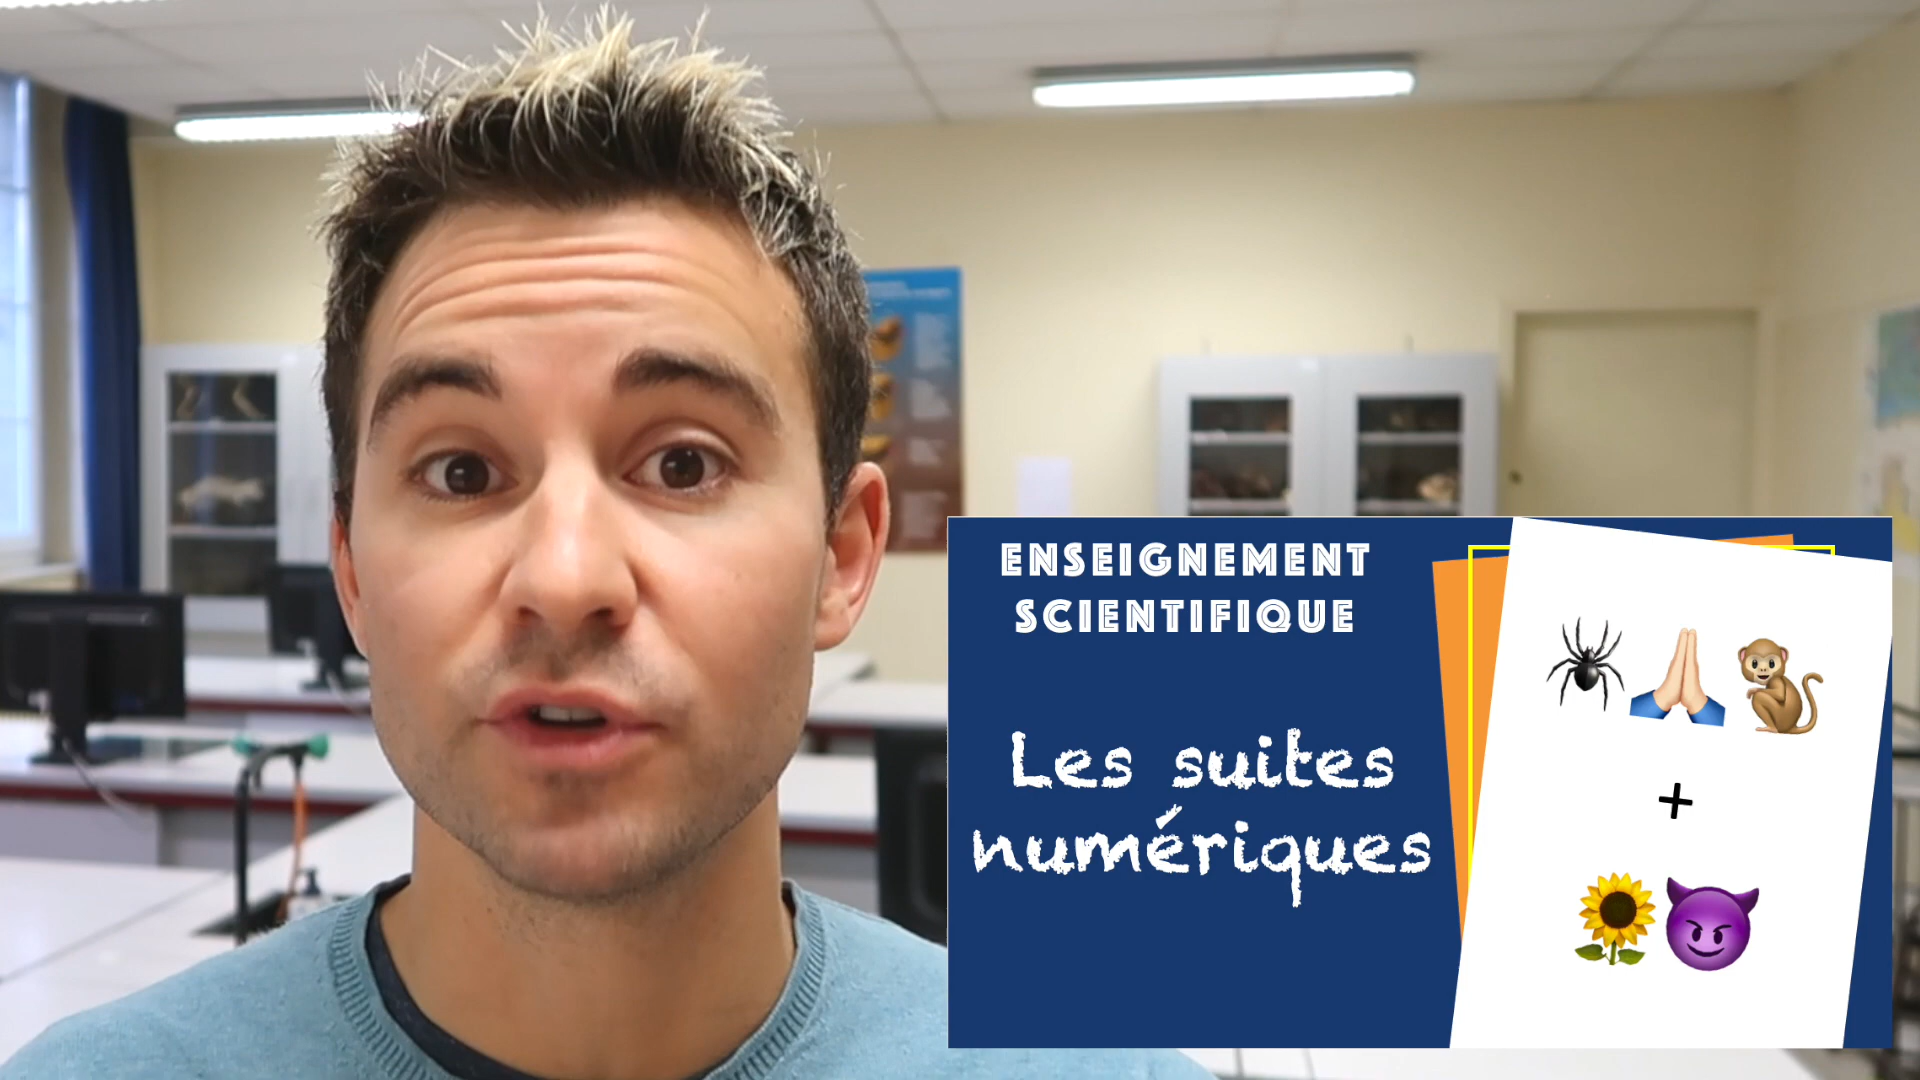 ENSEIGNEMENT
SCIENTIFIQUE
Les suites
numériques
+